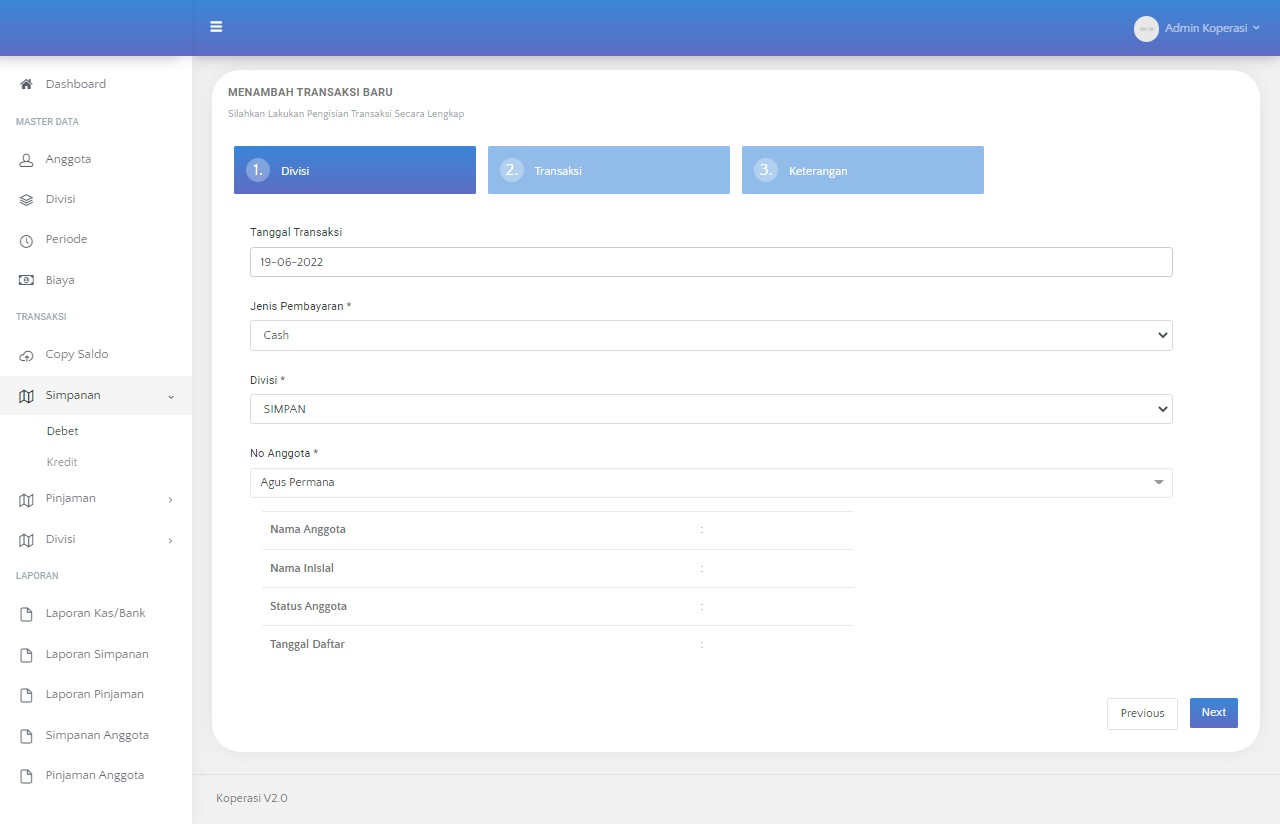 Admin Koperasi
Dashboard
MASTER DATA
Anggota
Divisi
Periode
Biaya
TRANSAKSI
Copy Saldo
Simpanan
Debet
Kredit
Pinjaman
Divisi
LAPORAN
Laporan Kas/Bank
Laporan Simpanan
Laporan Pinjaman
Simpanan Anggota
Pinjaman Anggota
MENAMBAH TRANSAKSI BARU
Silahkan Lakukan Pengisian Transaksi Secara Lengkap
1. Divisi
2. Transaksi
3. Keterangan
Tanggal Transaksi
19-06-2022
Jenis Pembayaran *
Cash
Divisi *
SIMPAN
No Anggota *
Agus Permana
Nama Anggota :
Nama Inisial :
Status Anggota :
Tanggal Daftar :
Previous
Next
Koperasi V2.0